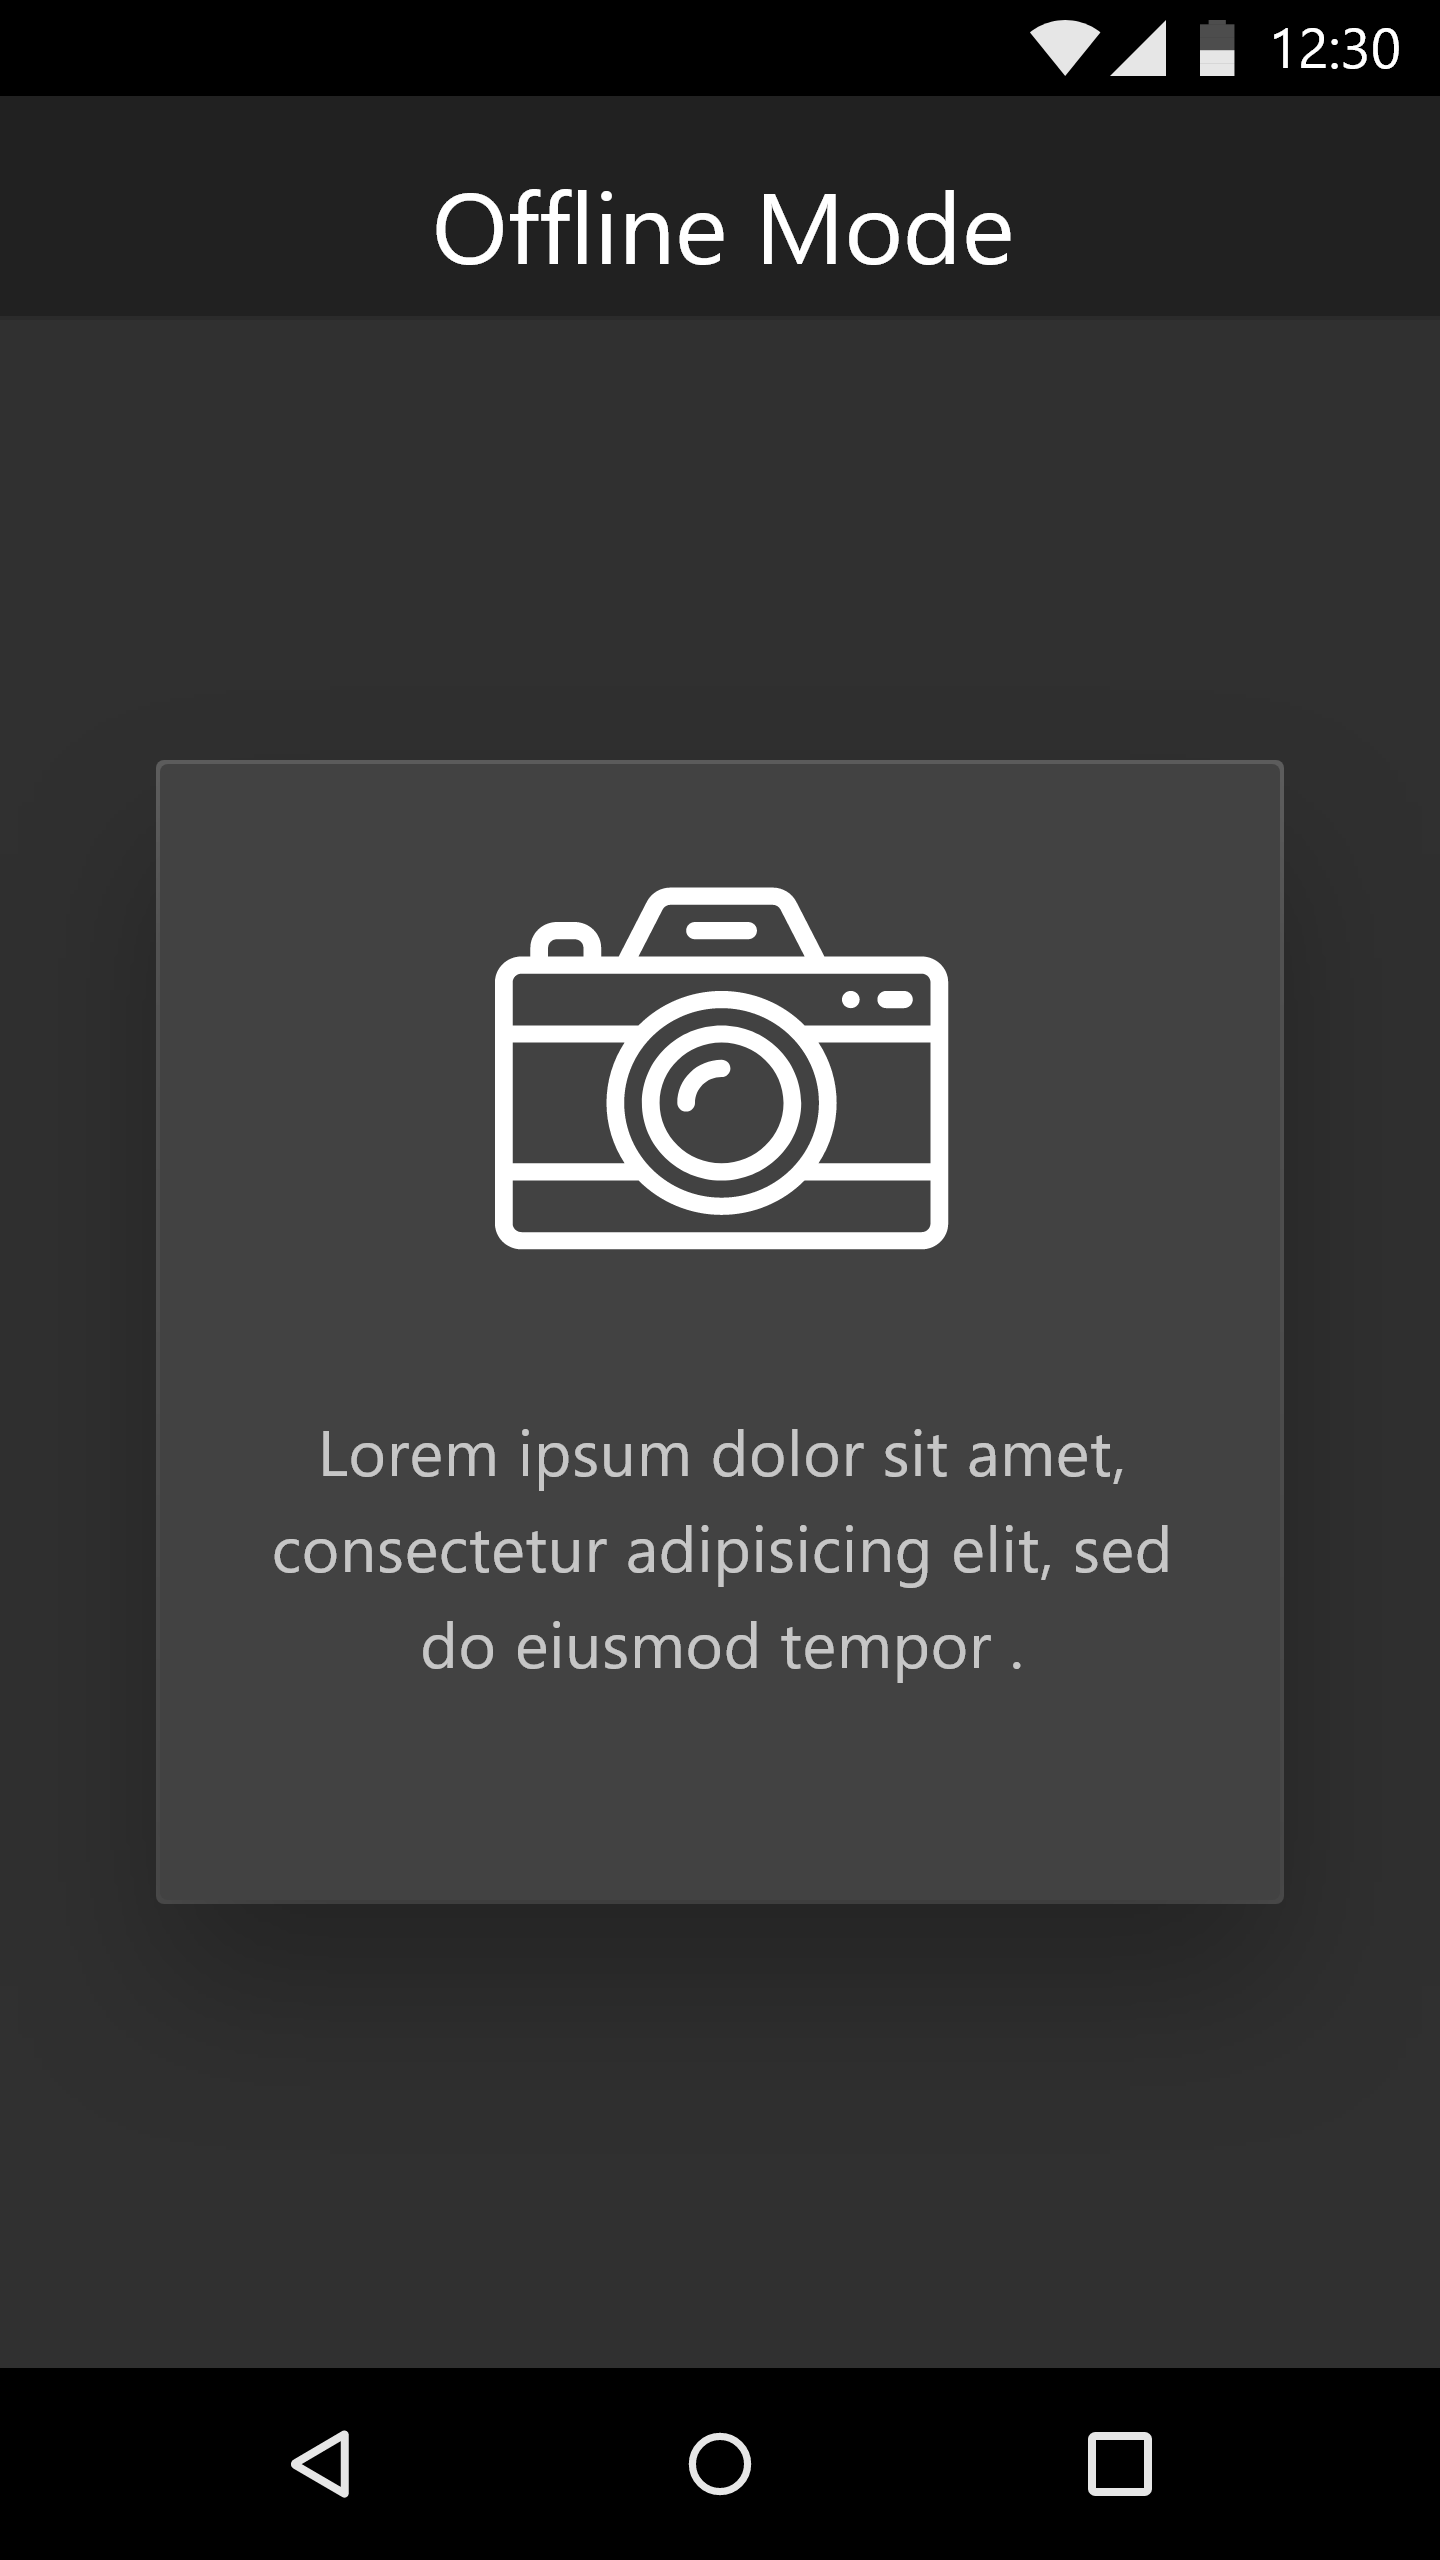 12:30
Offline Mode
Lorem ipsum dolor sit amet,
consectetur adipisicing elit, sed
do eiusmod tempor .